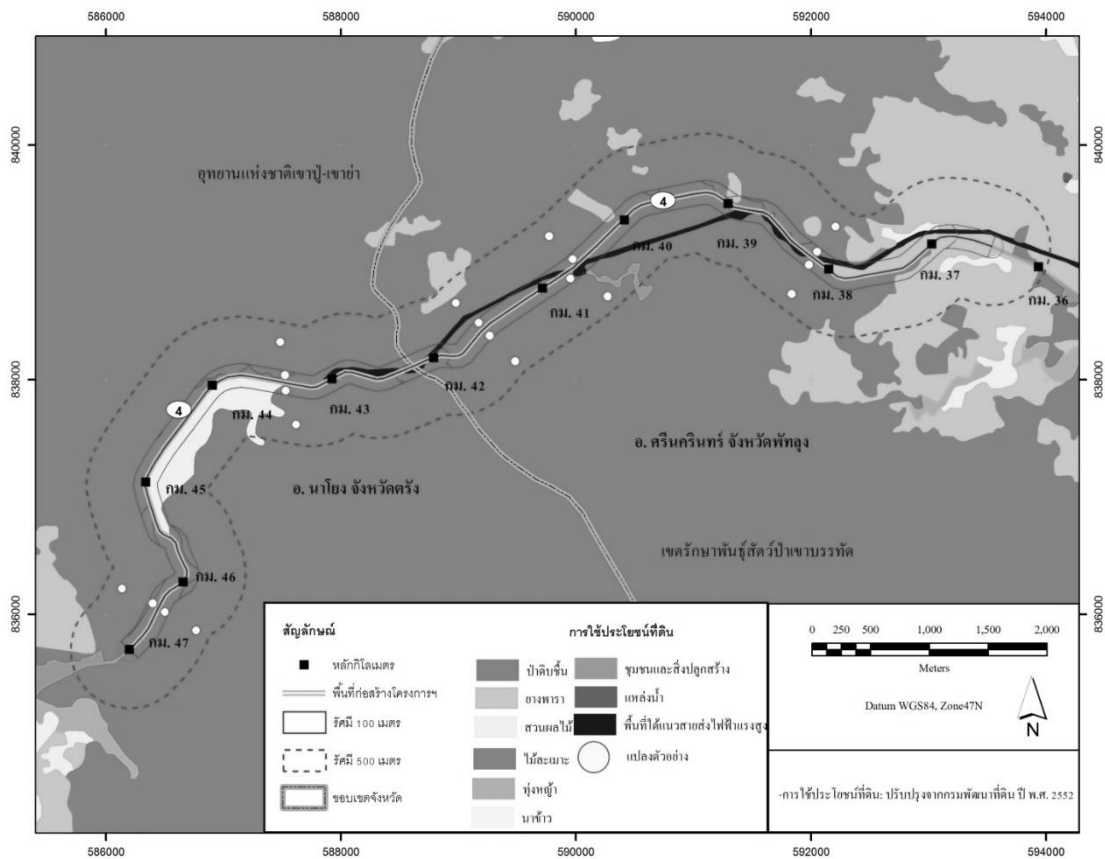 586000 588000 590000 592000 594000
840000 840000
อุทยานแห่งชาติเขาปู่-เขาย่า
4
กม. 40
กม. 39
กม. 37
กม. 36
กม. 38
กม. 41
838000 838000
กม. 42
กม. 43
4
กม. 44
อ. ศรีนครินทร์ จังหวัดพัทลุง
กม. 45
อ. นาโยง จังหวัดตรัง
เขตรักษาพันธุ์สัตว์ป่าเขาบรรทัด
กม. 46
836000 836000
กม. 47
สัญลักษณ์
หลักกิโลเมตร
พื้นที่ก่อสร้างโครงการฯ
รัศมี 100 เมตร
รัศมี 500 เมตร
ขอบเขตจังหวัด
การใช้ประโยชน์ที่ดิน
ป่าดิบชื้น
ยางพารา
สวนผลไม้
ไม้ละเมาะ
ทุ่งหญ้า
นาข้าว
ชุมชนและสิ่งปลูกสร้าง
แหล่งน้ำ
พื้นที่ใต้แนวสายส่งไฟฟ้าแรงสูง
แปลงตัวอย่าง
0 250 500 1,000 1,500 2,000
Meters
Datum WGS84, Zone47N
N
-การใช้ประโยชน์ที่ดิน: ปรับปรุงจากกรมพัฒนาที่ดิน ปี พ.ศ. 2552
586000 588000 590000 592000 594000